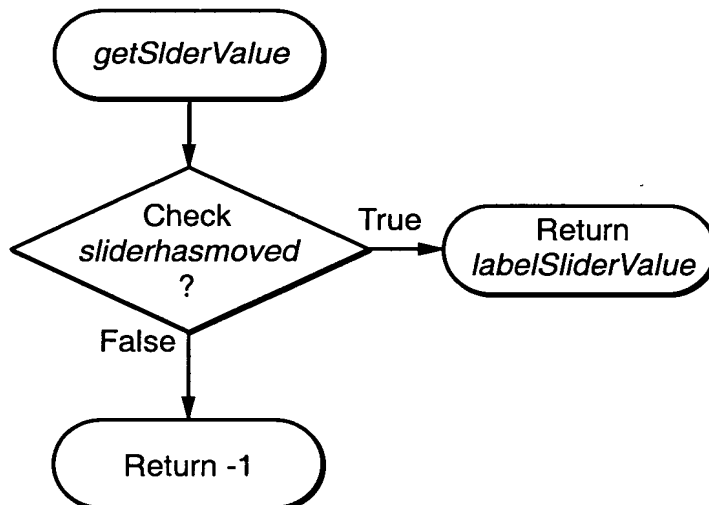 getSlderValue
Check
sliderhasmoved
?
True
Return
labelSliderValue
False
Return -1